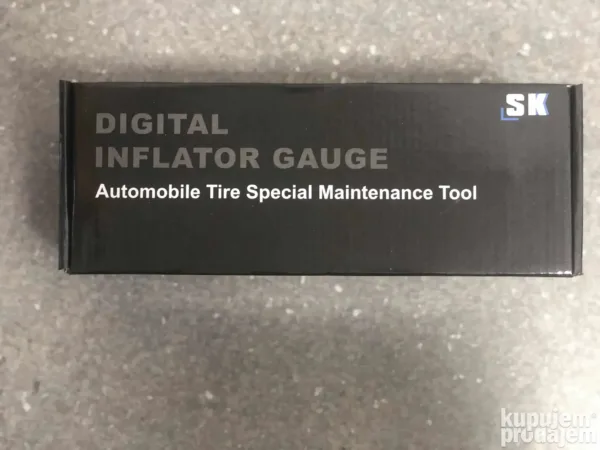 SK
DIGITAL
INFLATOR GAUGE
Automobile Tire Special Maintenance Tool
kupujem
prodajem